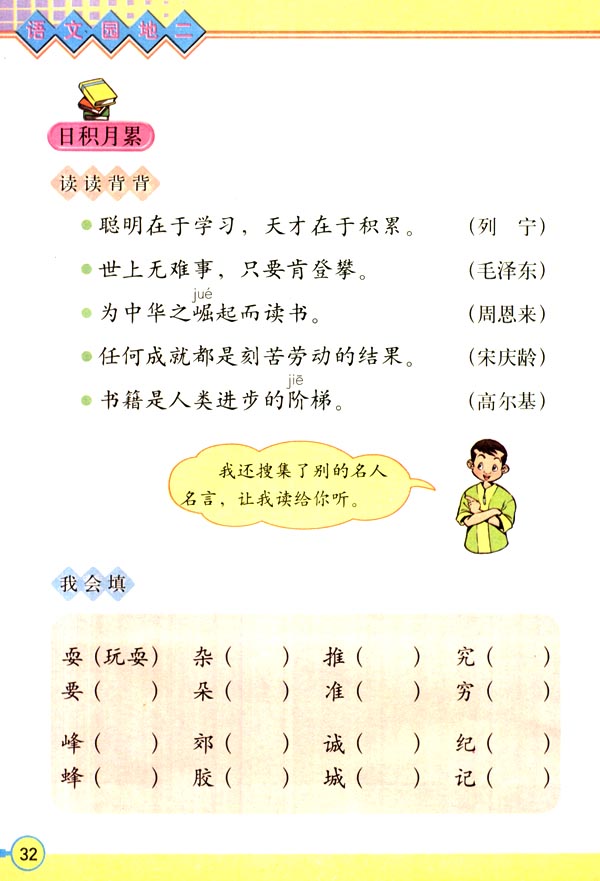 语文园地二
日积月累
读读背背
聪明在于学习，天才在于积累。 （列 宁）
世上无难事，只要肯登攀。 （毛泽东）
jué
为中华之崛起而读书。 （周恩来）
任何成就都是刻苦劳动的结果。 （宋庆龄）
jiē
书籍是人类进步的阶梯。 （高尔基）
我还搜集了别的名人
名言，让我读给你听。
我会填
耍（玩耍） 杂（ ） 推（ ） 究（ ）
要（ ） 朵（ ） 准（ ） 穷（ ）
峰（ ） 郊（ ） 诚（ ） 纪（ ）
蜂（ ） 胶（ ） 城（ ） 记（ ）
32